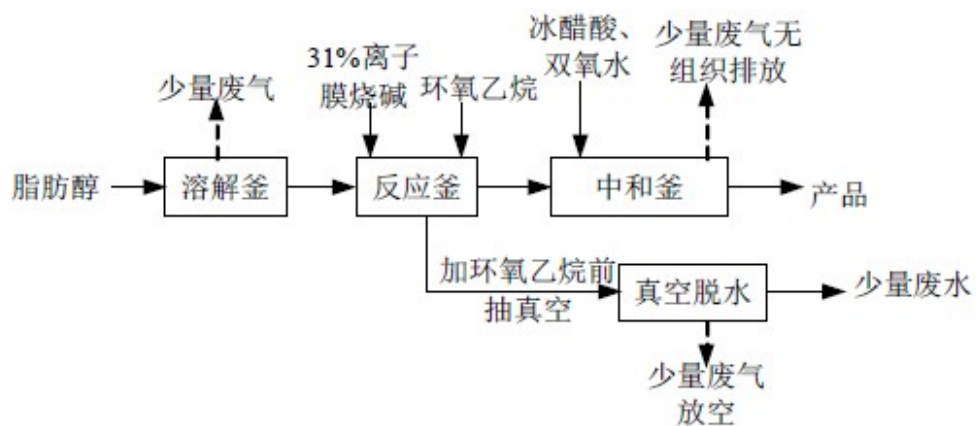 冰醋酸、
双氧水
少量废气无
组织排放
31%离子
膜烧碱
环氧乙烷
少量废气
脂肪醇
溶解釜
反应釜
中和釜
产品
加环氧乙烷前
抽真空
真空脱水
少量废水
少量废气
放空